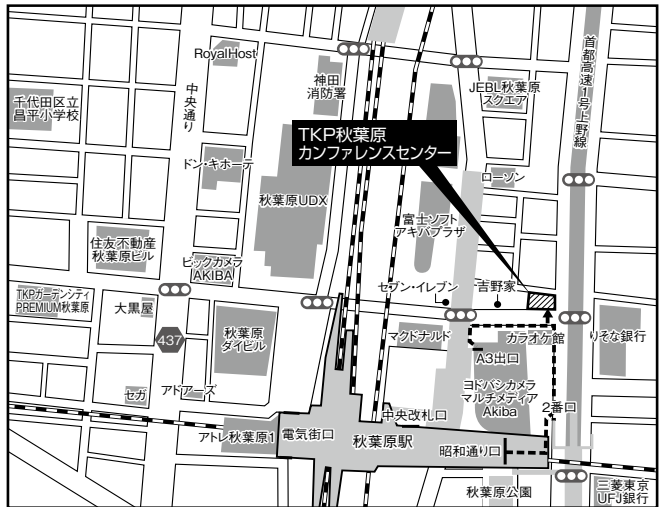 RoyalHost
神田
消防署
JEBL秋葉原
スクエア
首都高速1号上野線
千代田区立
昌平小学校
中央通り
TKP秋葉原
カンファレンスセンター
ドン・キホーテ
秋葉原UDX
ローソン
富士ソフト
アキバプラザ
住友不動産
秋葉原ビル
ビックカメラ
AKIBA
セブン-イレブン
吉野家
TKPガーデンシティ
PREMIUM秋葉原
大黒屋
437
秋葉原
ダイビル
マクドナルド
カラオケ館
りそな銀行
A3出口
ヨドバシカメラ
マルチメディア
Akiba
セガ
アドアーズ
2番口
中央改札口
アトレ秋葉原1
電気街口
秋葉原駅
昭和通り口
秋葉原公園
三菱東京
UFJ銀行